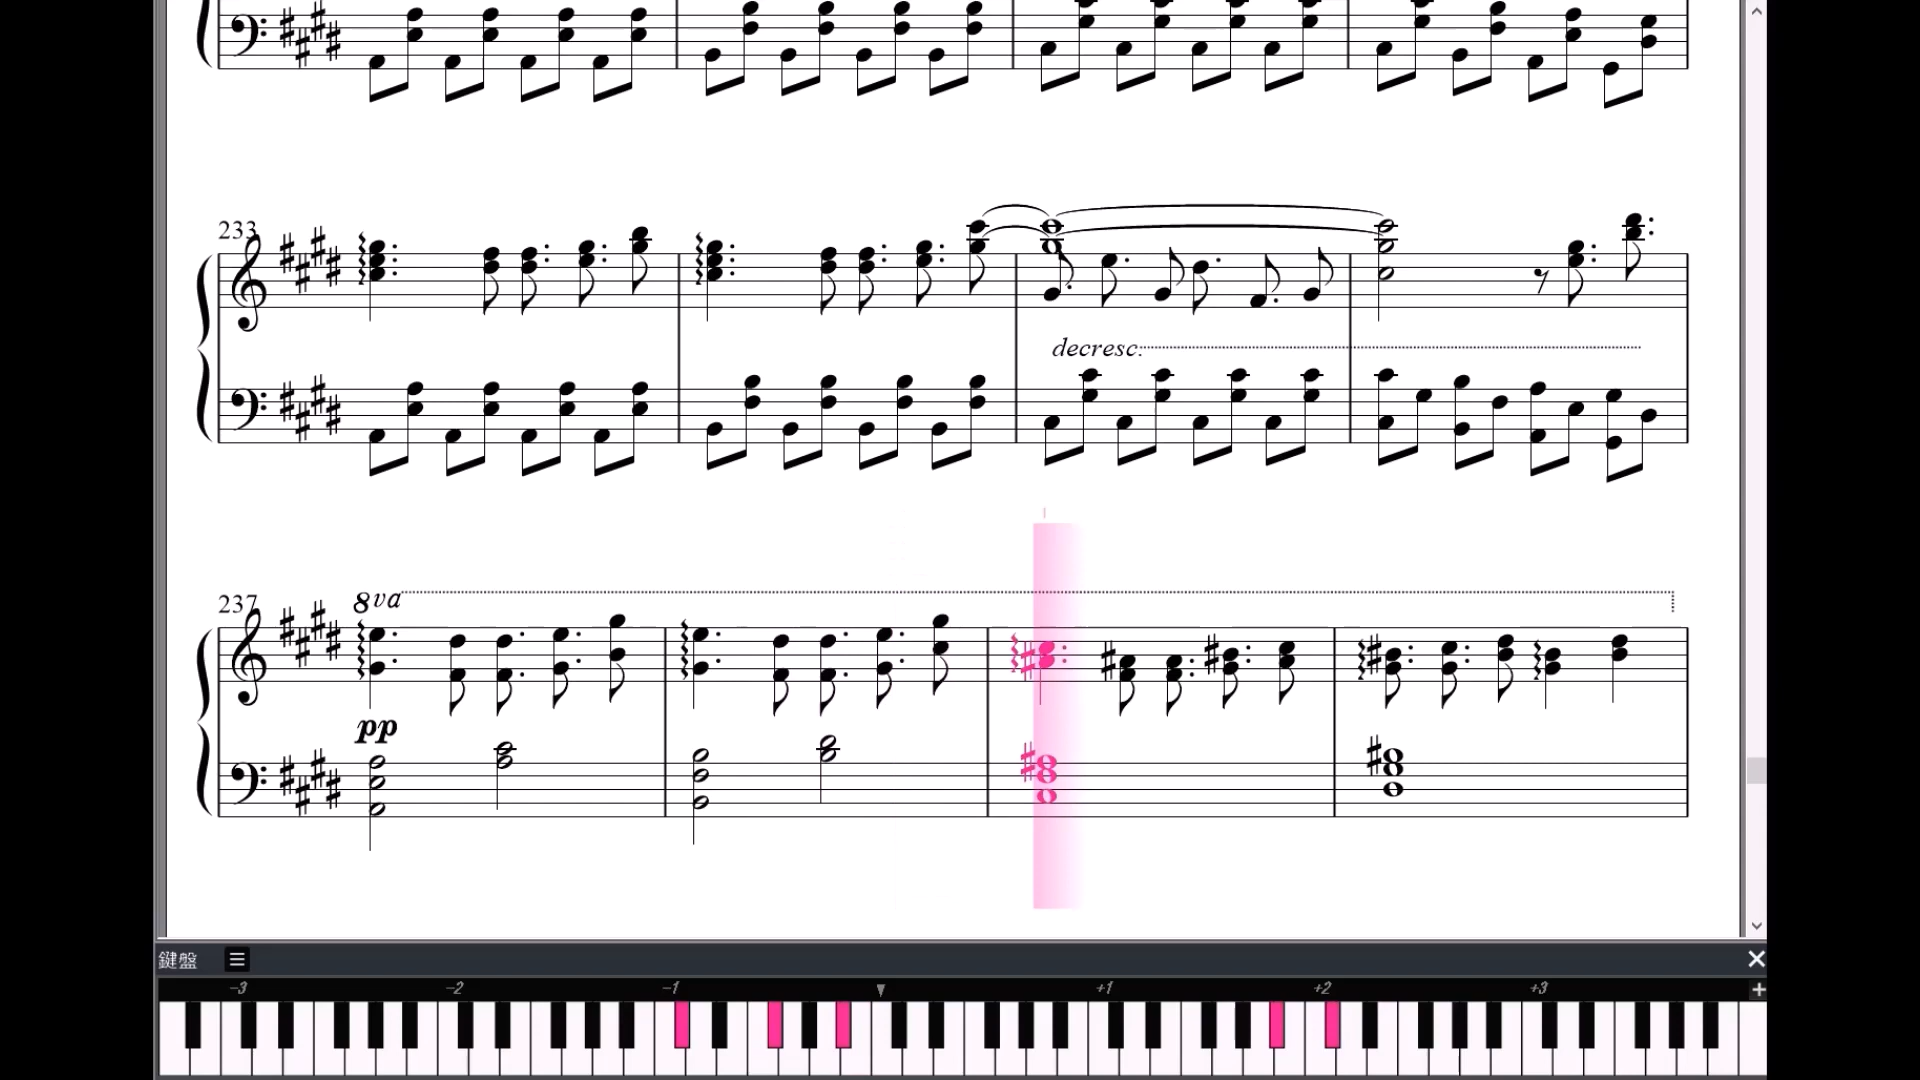 233
decresc.
237
8va
pp
鍵盤
-3 -2 -1 +1 +2 +3